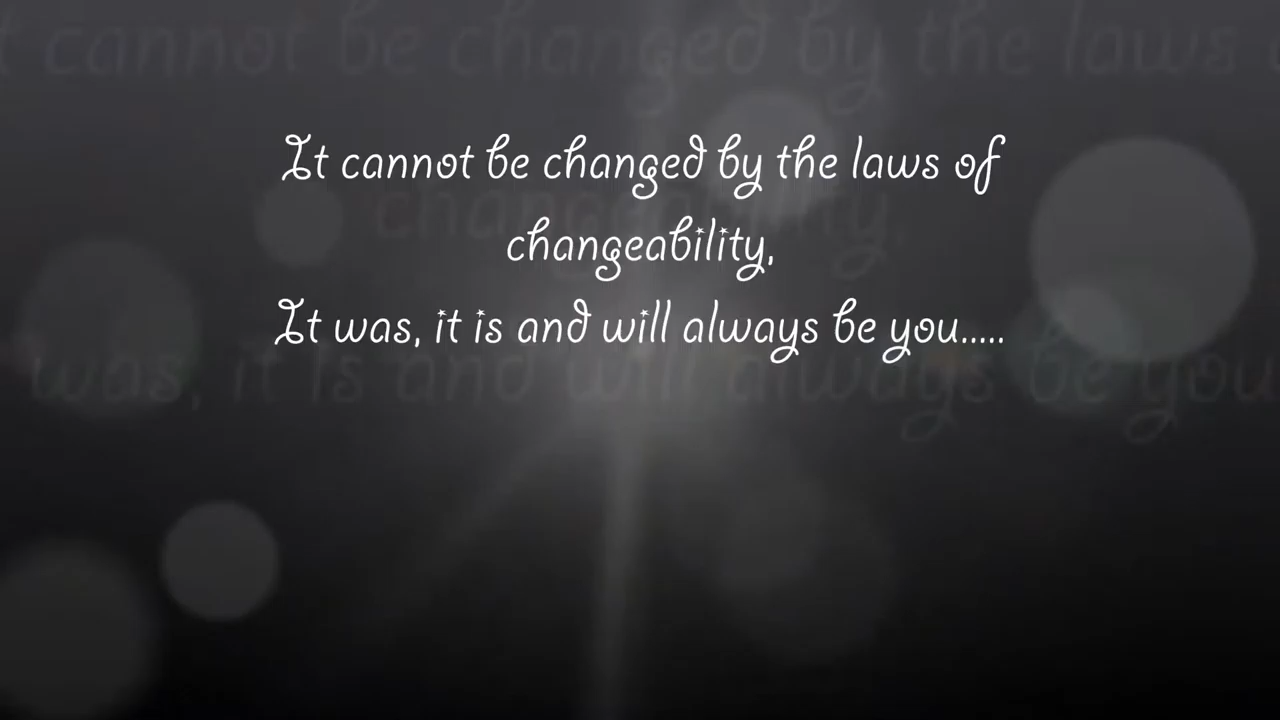 It cannot be changed by the laws of
changeability,
It was, it is and will always be you.....